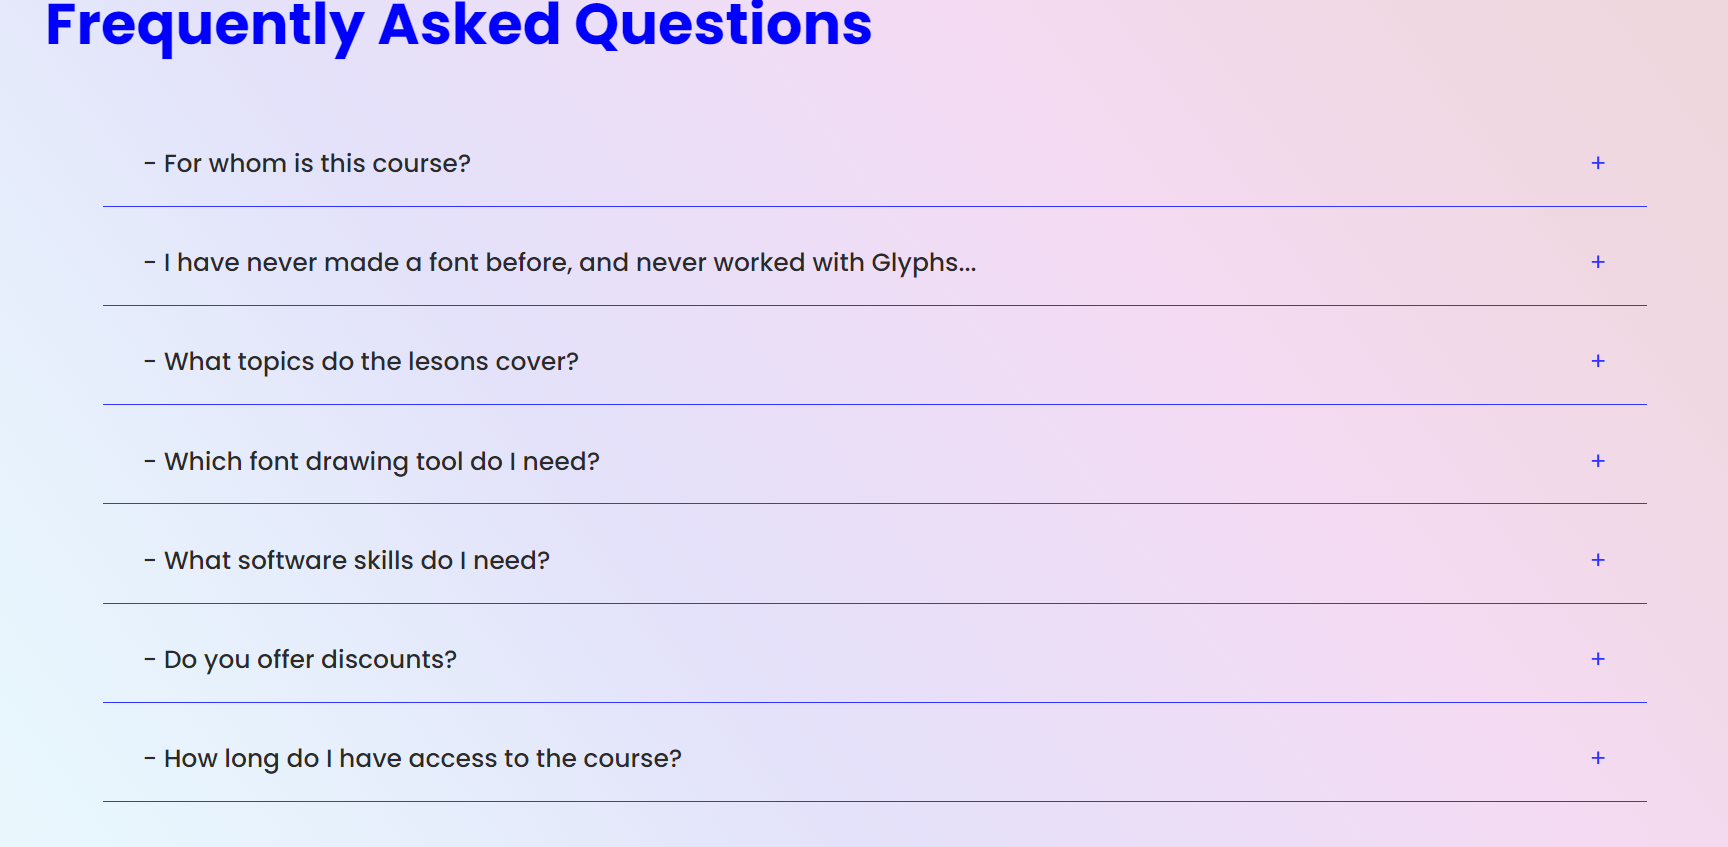 Frequently Asked Questions
- For whom is this course? +
- I have never made a font before, and never worked with Glyphs... +
- What topics do the lesons cover? +
- Which font drawing tool do I need? +
- What software skills do I need? +
- Do you offer discounts? +
- How long do I have access to the course? +